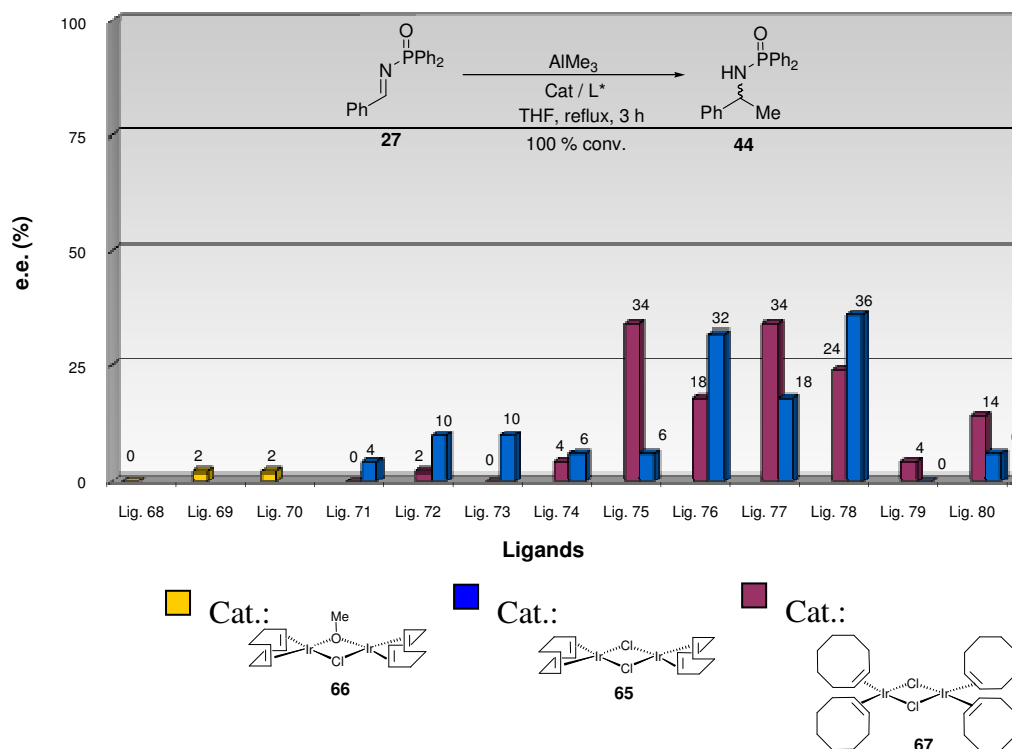 100
75
50
25
0
e.e. (%)
O
PPh2
N
Ph
27
AlMe3
Cat / L*
THF, reflux, 3 h
100 % conv.
O
PPh2
HN
Ph
Me
44
0
2
2
0
4
2
10
0
10
4
6
34
6
18
32
34
18
24
36
4
0
14
Lig. 68 Lig. 69 Lig. 70 Lig. 71 Lig. 72 Lig. 73 Lig. 74 Lig. 75 Lig. 76 Lig. 77 Lig. 78 Lig. 79 Lig. 80
Ligands
Cat.:
Me
O
Ir Ir
Cl
66
Cat.:
Cl
Ir Ir
Cl
65
Cat.:
Cl
Ir Ir
Cl
67